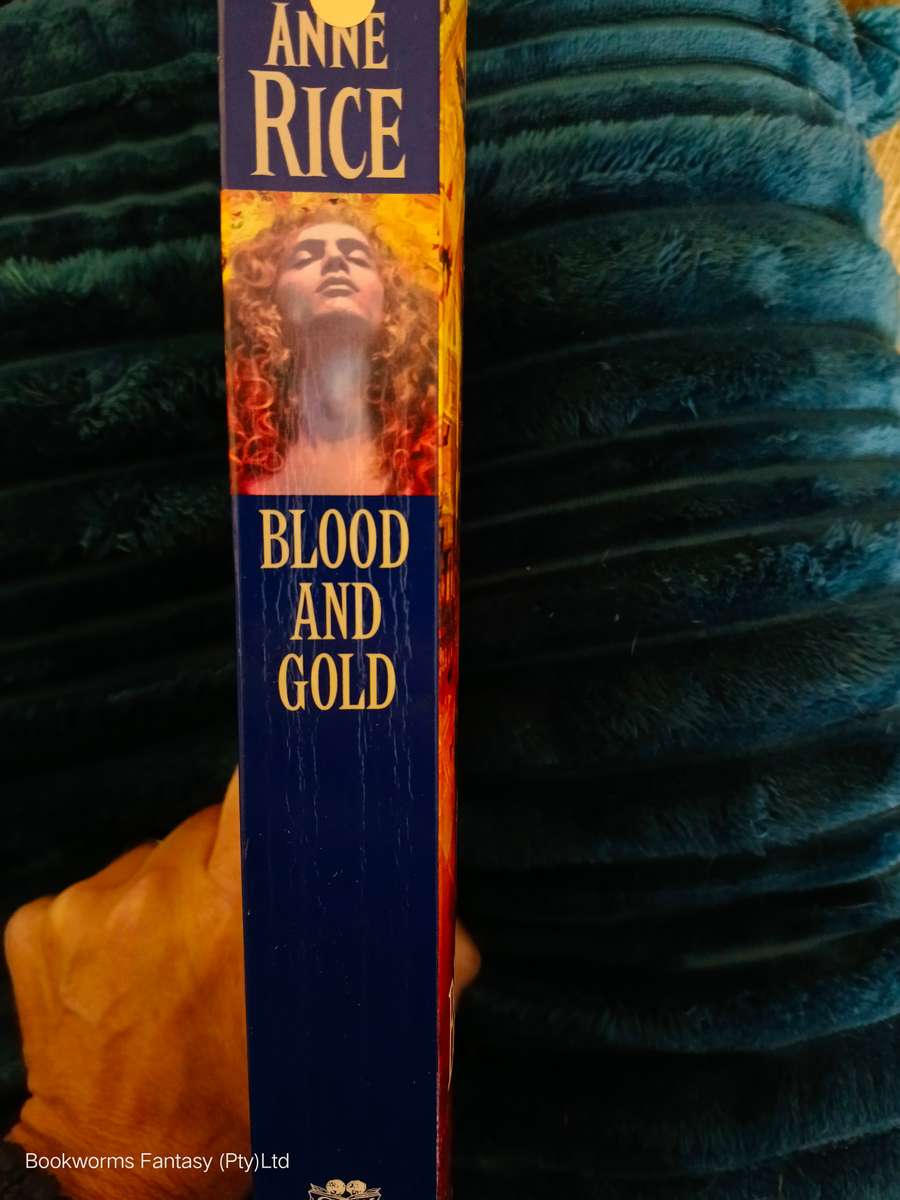 ANNE
RICE
BLOOD
AND
GOLD
Bookworms Fantasy (Pty)Ltd